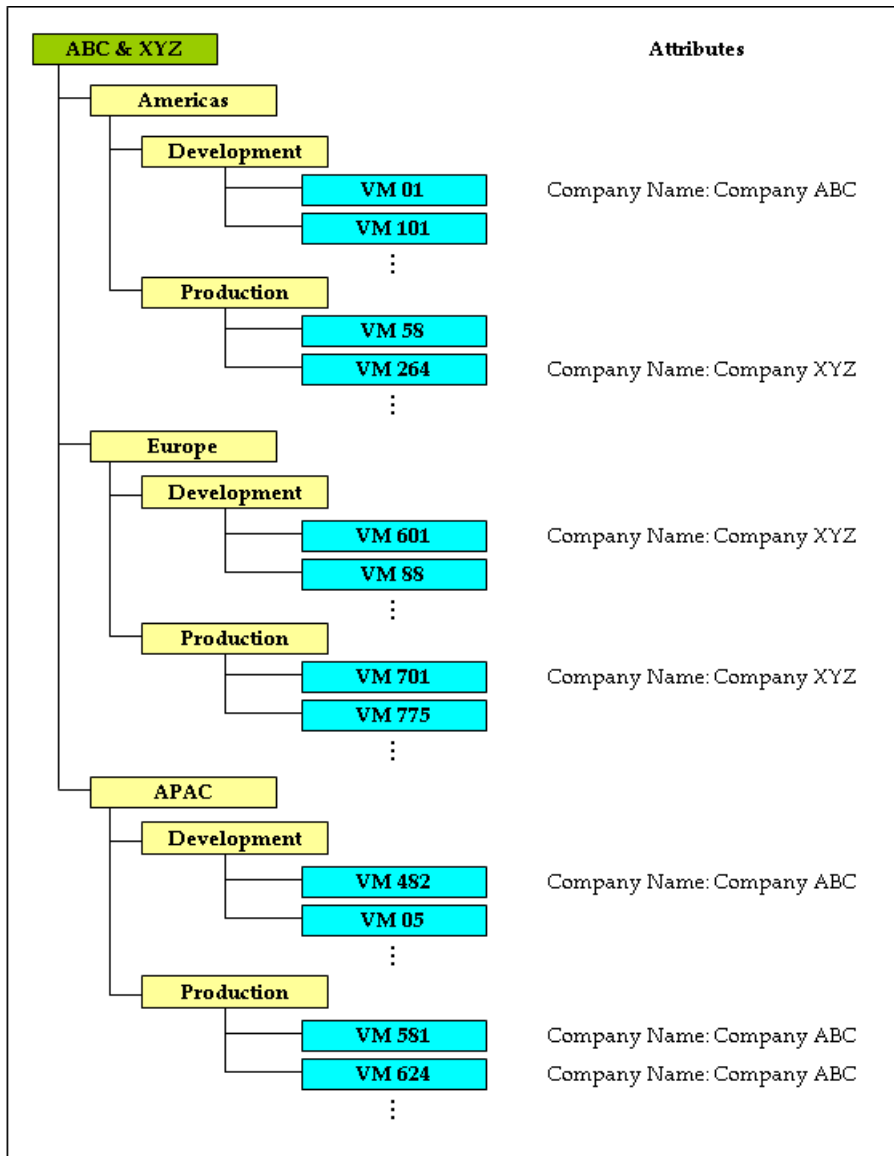 ABC & XYZ Attributes
Americas
Development
VM 01 Company Name: Company ABC
VM 101
Production
VM 58
VM 264 Company Name: Company XYZ
Europe
Development
VM 601 Company Name: Company XYZ
VM 88
Production
VM 701 Company Name: Company XYZ
VM 775
APAC
Development
VM 482 Company Name: Company ABC
VM 05
Production
VM 581 Company Name: Company ABC
VM 624 Company Name: Company ABC